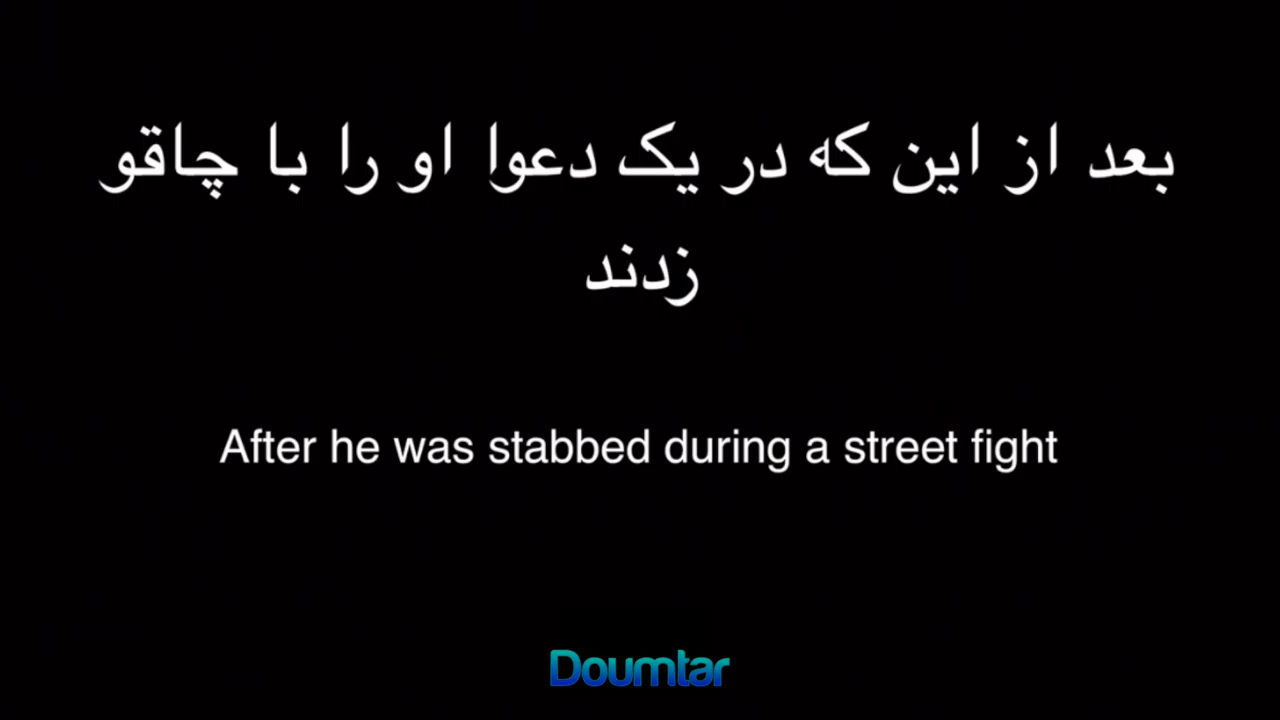 بعد از این که در یک دعوا او را با چاقو
زدند
After he was stabbed during a street fight
Doumtar